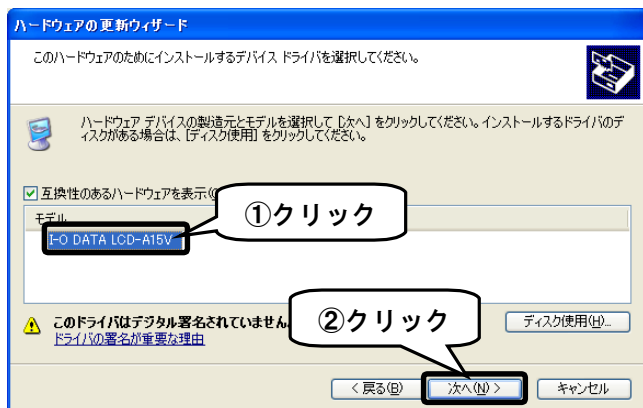 ハードウェアの更新ウィザード
このハードウェアのためにインストールするデバイス ドライバを選択してください。
ハードウェア デバイスの製造元とモデルを選択して [次へ] をクリックしてください。インストールするドライバのデ
ィスクがある場合は、[ディスク使用] をクリックしてください。
互換性のあるハードウェアを表示(
①クリック
モデル
I-O DATA LCD-A15V
このドライバはデジタル署名されていません。
ドライバの署名が重要な理由
②クリック
ディスク使用(H)...
< 戻る(B)
次へ(N) >
キャンセル